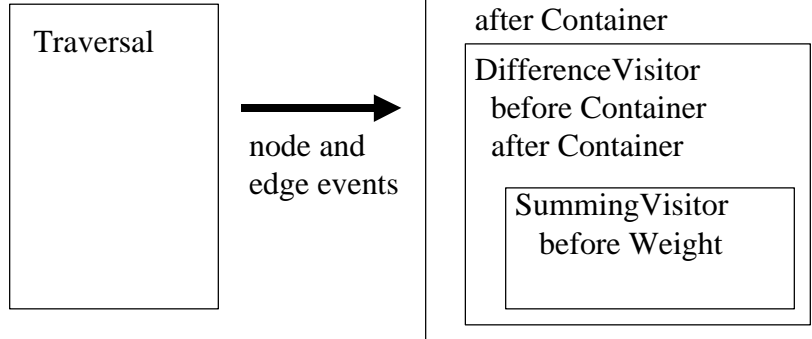 Traversal
node and
edge events
after Container
DifferenceVisitor
before Container
after Container
SummingVisitor
before Weight